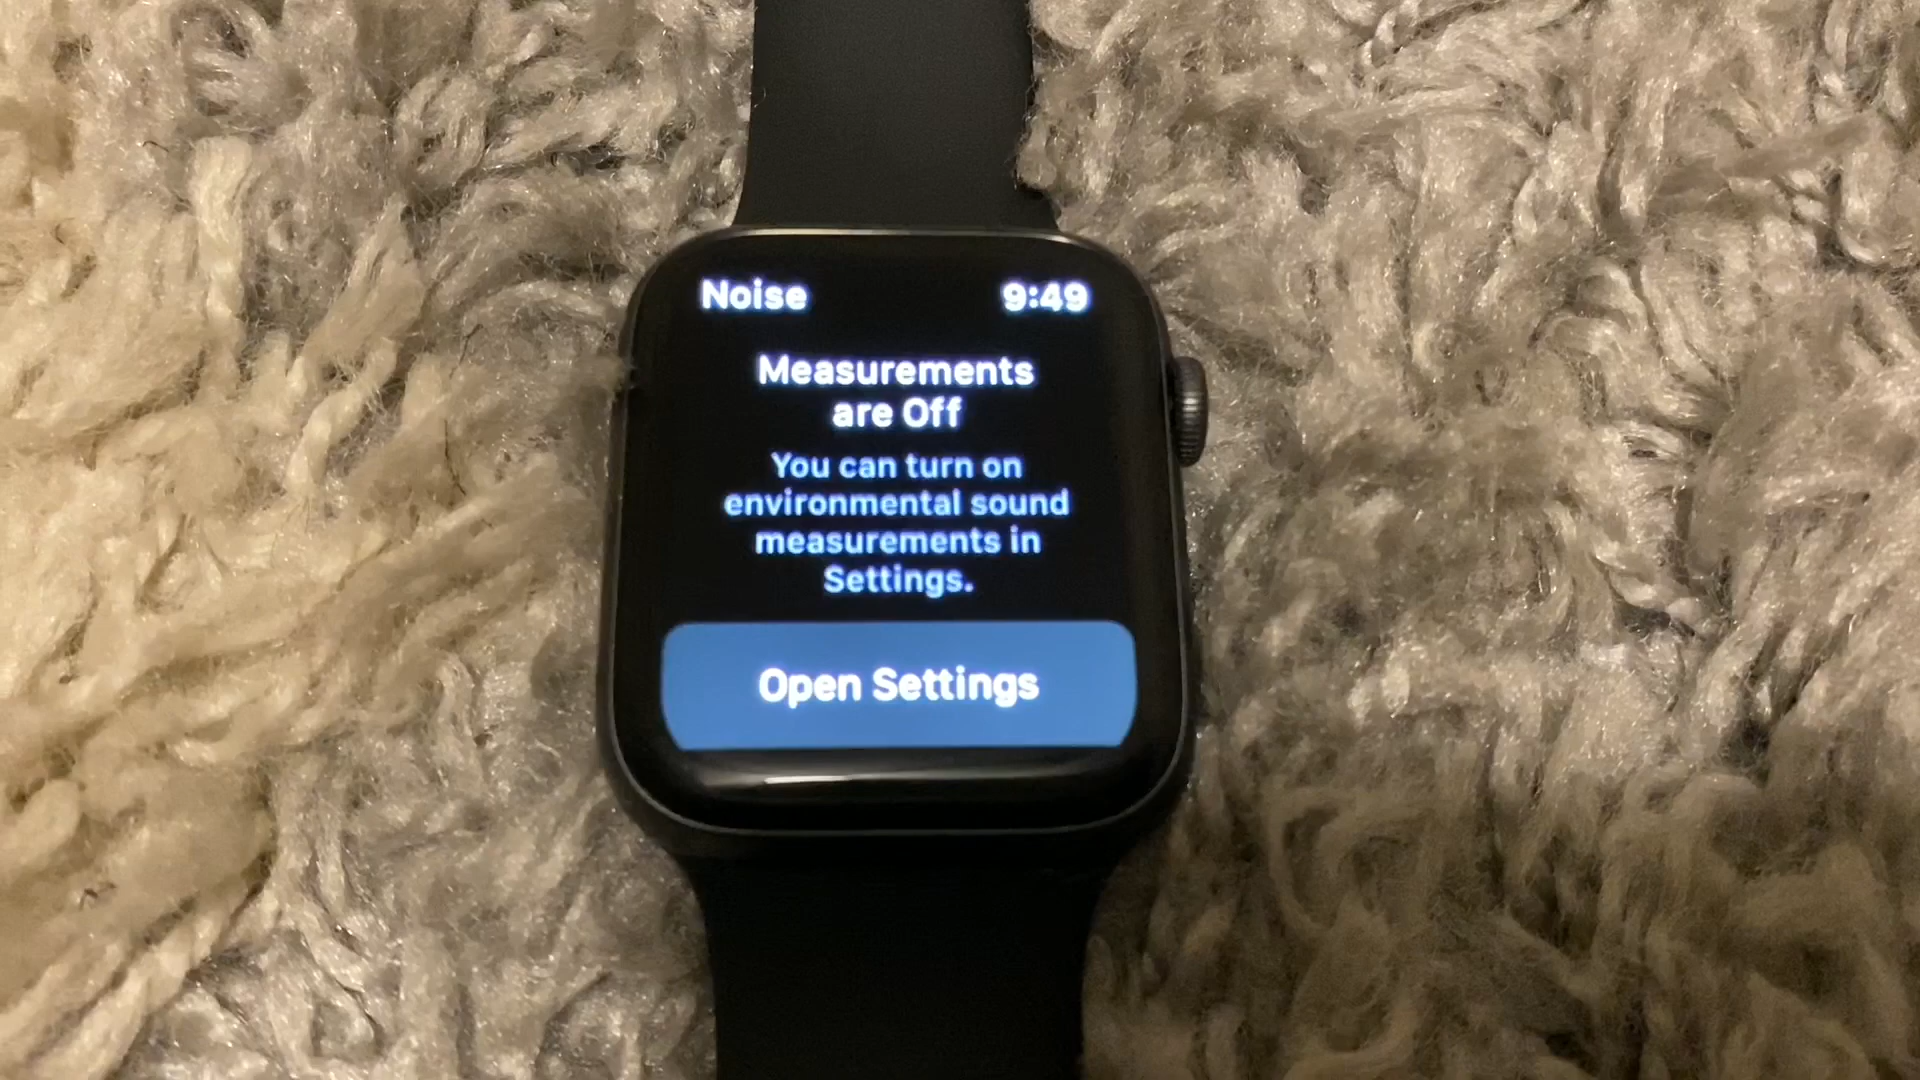 Noise 9:49
Measurements
are Off
You can turn on
environmental sound
measurements in
Settings.
Open Settings